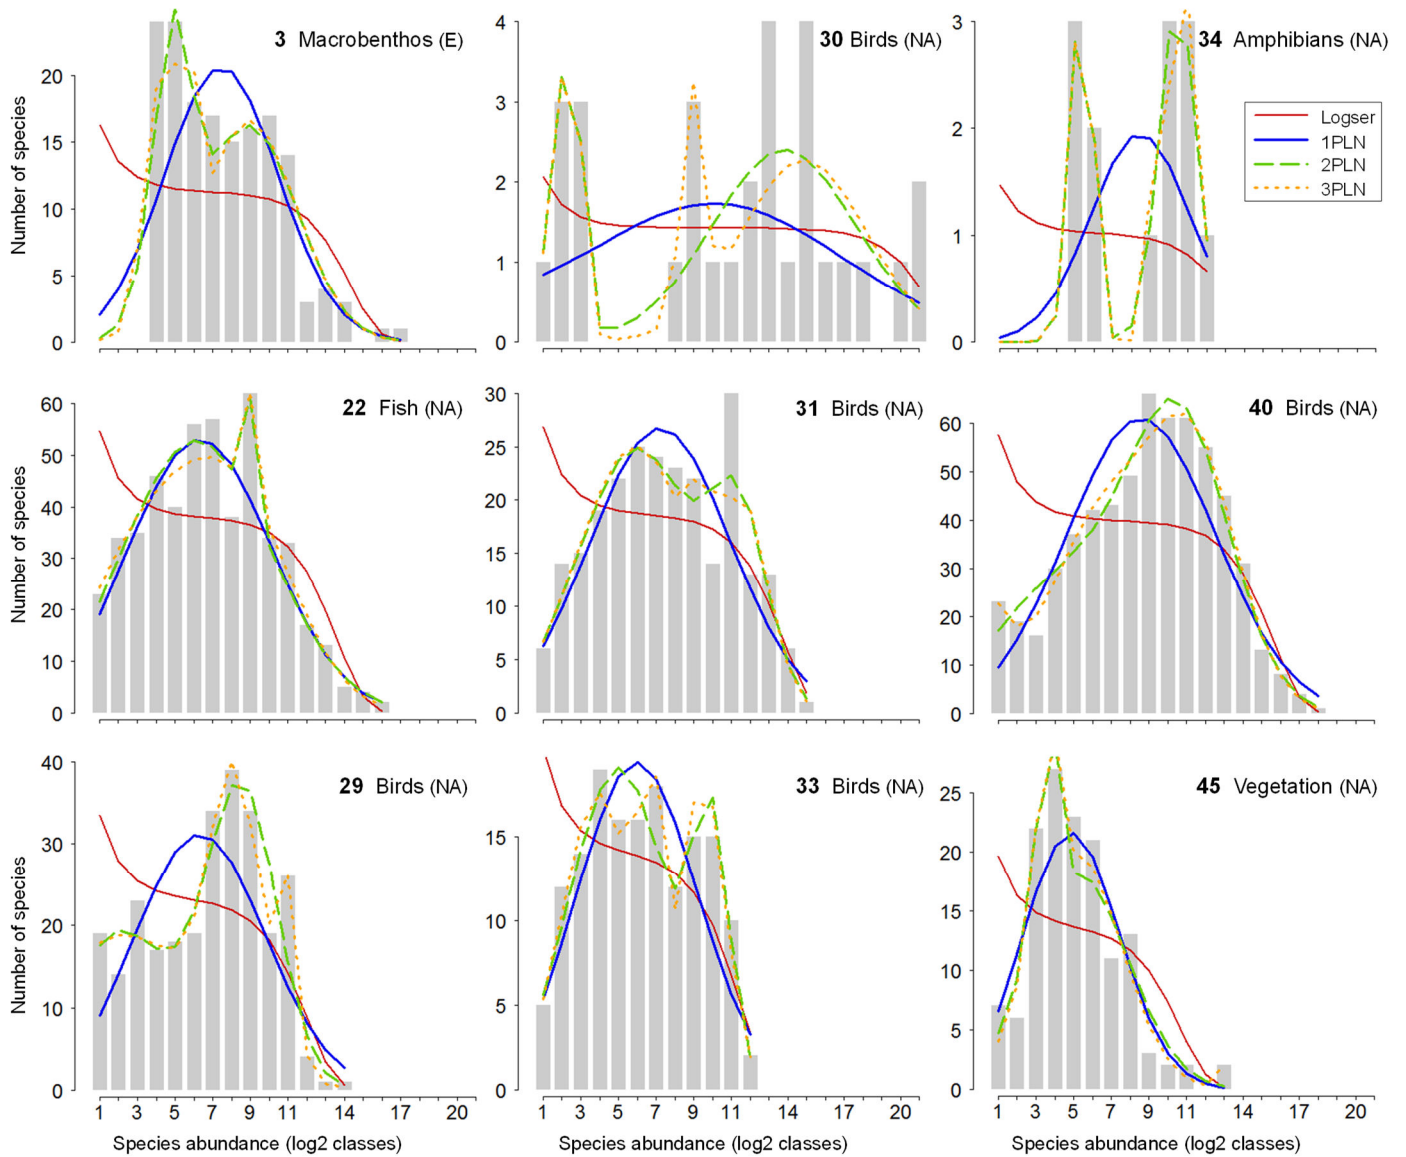 3 Macrobenthos (E)
Number of species
20
15
10
5
0
30 Birds (NA)
4
3
2
1
0
34 Amphibians (NA)
3
2
1
0
Logser
1PLN
2PLN
3PLN
22 Fish (NA)
Number of species
60
50
40
30
20
10
0
31 Birds (NA)
30
25
20
15
10
5
0
40 Birds (NA)
60
50
40
30
20
10
0
29 Birds (NA)
Number of species
40
30
20
10
0
1 3 5 7 9 11 14 17 20
Species abundance (log2 classes)
33 Birds (NA)
15
10
5
0
1 3 5 7 9 11 14 17 20
Species abundance (log2 classes)
45 Vegetation (NA)
25
20
15
10
5
0
1 3 5 7 9 11 14 17 20
Species abundance (log2 classes)